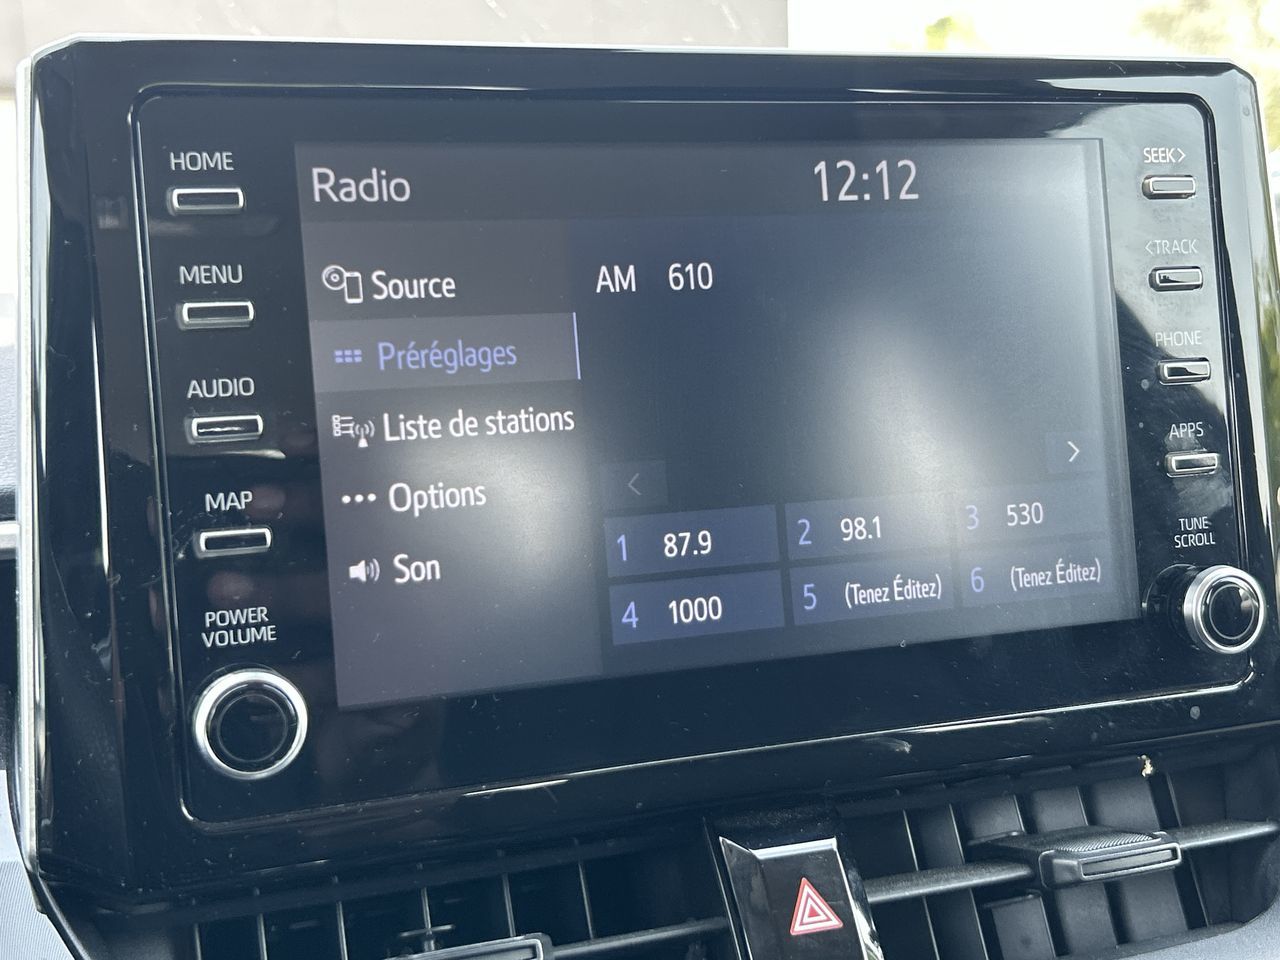 HOME
MENU
AUDIO
MAP
POWER
VOLUME
Radio
12:12
Source
Préréglages
Liste de stations
Options
Son
AM 610
<
>
1 87.9
2 98.1
3 530
4 1000
5 (Tenez Éditez)
6 (Tenez Éditez)
SEEK>
<TRACK
PHONE
APPS
TUNE
SCROLL